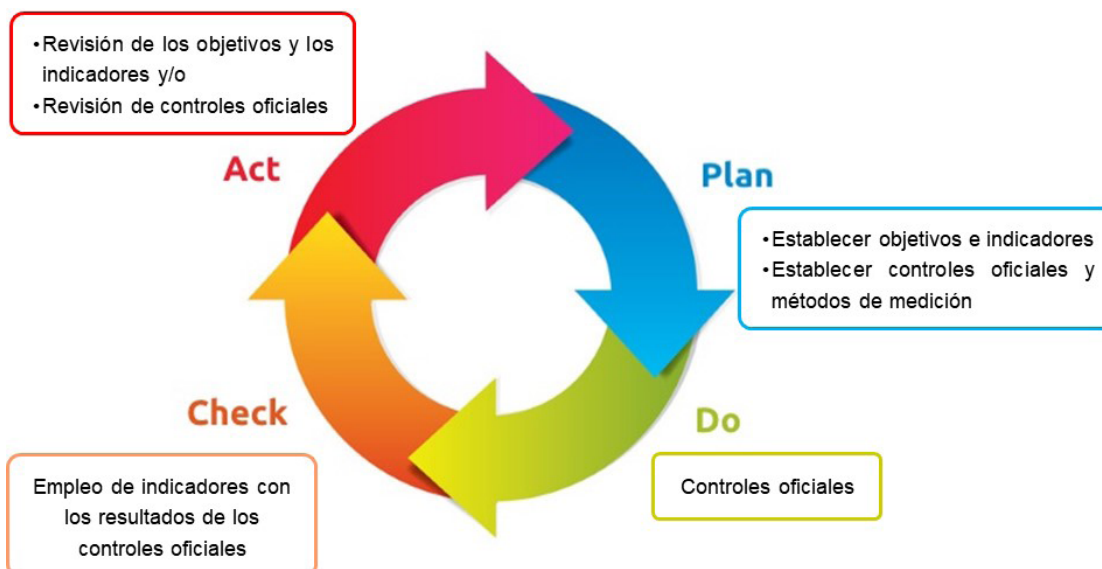 •Revisión de los objetivos y los
indicadores y/o
•Revisión de controles oficiales
Act
Plan
•Establecer objetivos e indicadores
•Establecer controles oficiales y
métodos de medición
Check
Do
Empleo de indicadores con
los resultados de los
controles oficiales
Controles oficiales